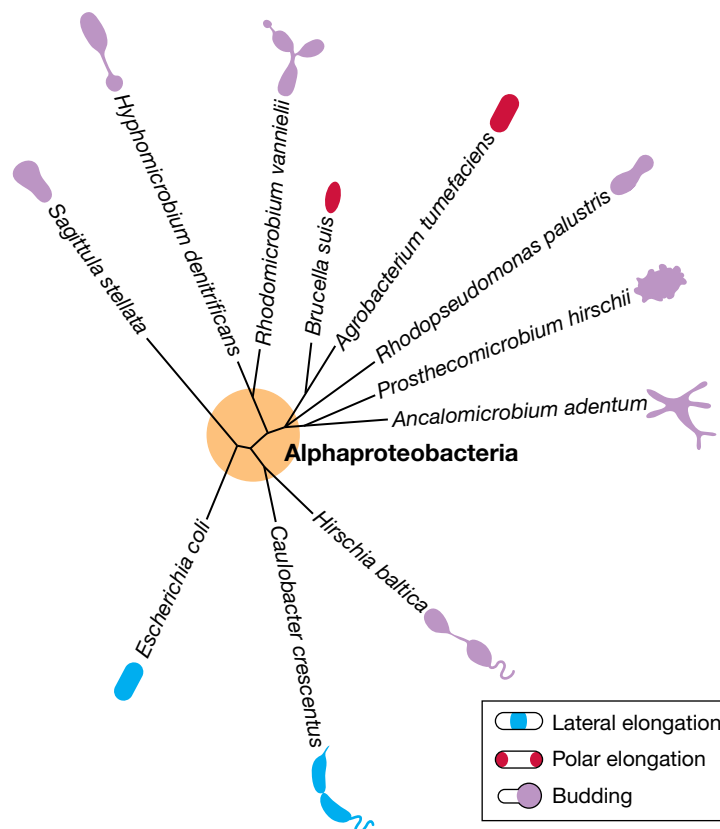 Hyphomicrobium denitrificans
Rhodomicrobium vannielii
Sagittula stellata
Brucella suis
Agrobacterium tumefaciens
Rhodopseudomonas palustris
Prosthecomicrobium hirschii
Ancalomicrobium adentum
Alphaproteobacteria
Escherichia coli
Caulobacter crescentus
Hirschia baltica
Lateral elongation
Polar elongation
Budding